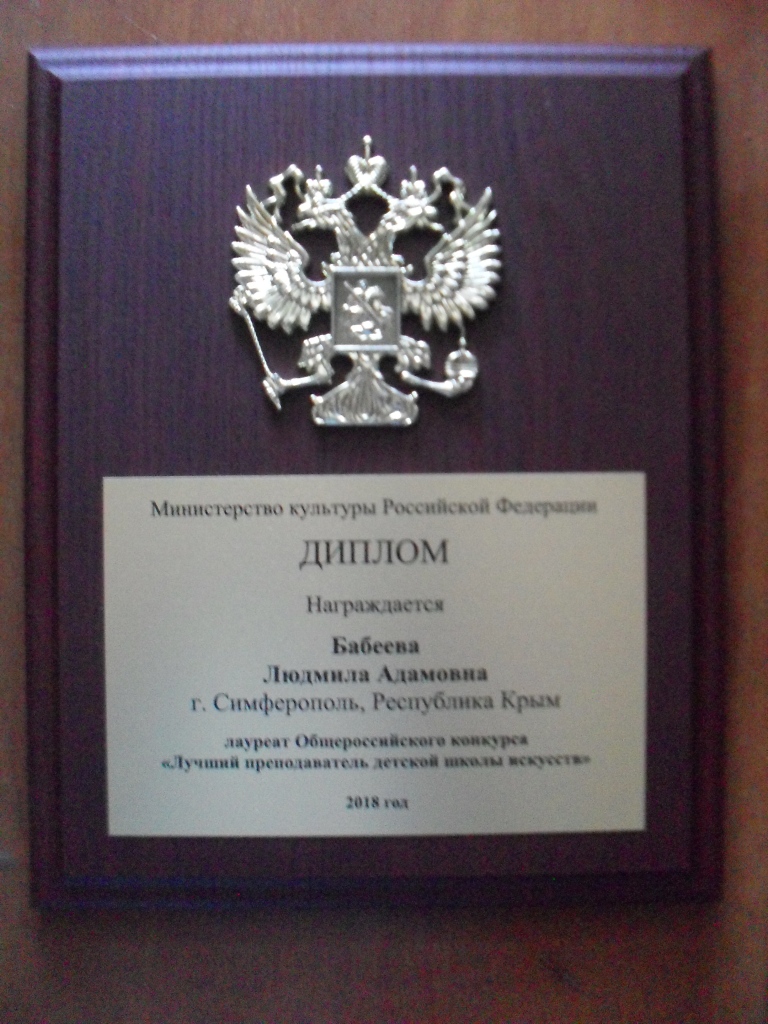 Министерство культуры Российской Федерации
ДИПЛОМ
Награждается
Бабеева
Людмила Адамовна
г. Симферополь, Республика Крым
лауреат Общероссийского конкурса
«Лучший преподаватель детской школы искусств»
2018 год